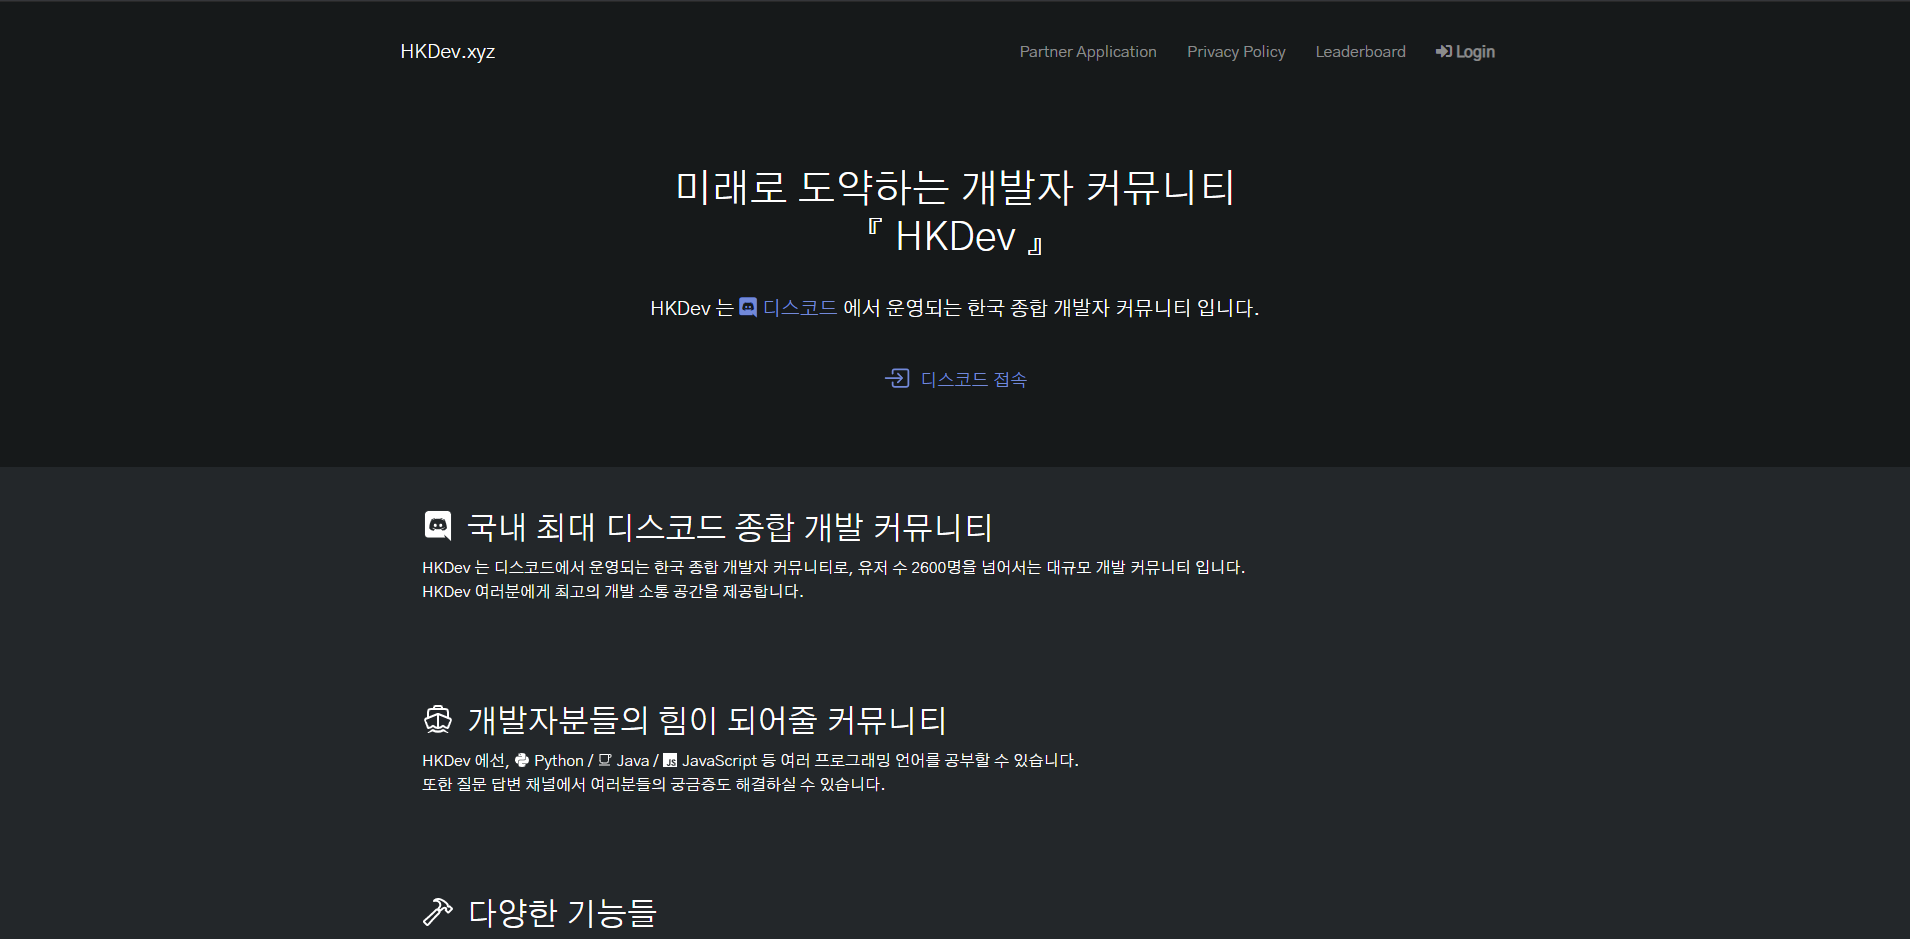 HKDev.xyz
Partner Application
Privacy Policy
Leaderboard
Login
미래로 도약하는 개발자 커뮤니티
『 HKDev 』
HKDev 는 디스코드 에서 운영되는 한국 종합 개발자 커뮤니티 입니다.
디스코드 접속
국내 최대 디스코드 종합 개발 커뮤니티
HKDev 는 디스코드에서 운영되는 한국 종합 개발자 커뮤니티로, 유저 수 2600명을 넘어서는 대규모 개발 커뮤니티 입니다.
HKDev 여러분에게 최고의 개발 소통 공간을 제공합니다.
개발자분들의 힘이 되어줄 커뮤니티
HKDev 에선, Python / Java / JS JavaScript 등 여러 프로그래밍 언어를 공부할 수 있습니다.
또한 질문 답변 채널에서 여러분들의 궁금증도 해결하실 수 있습니다.
다양한 기능들